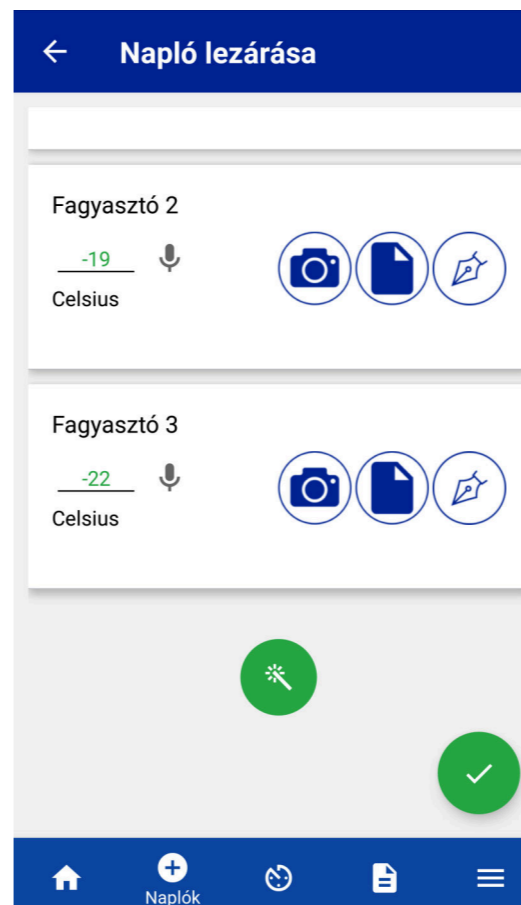 Napló lezárása
Fagyasztó 2
-19
Celsius
Fagyasztó 3
-22
Celsius
Naplók